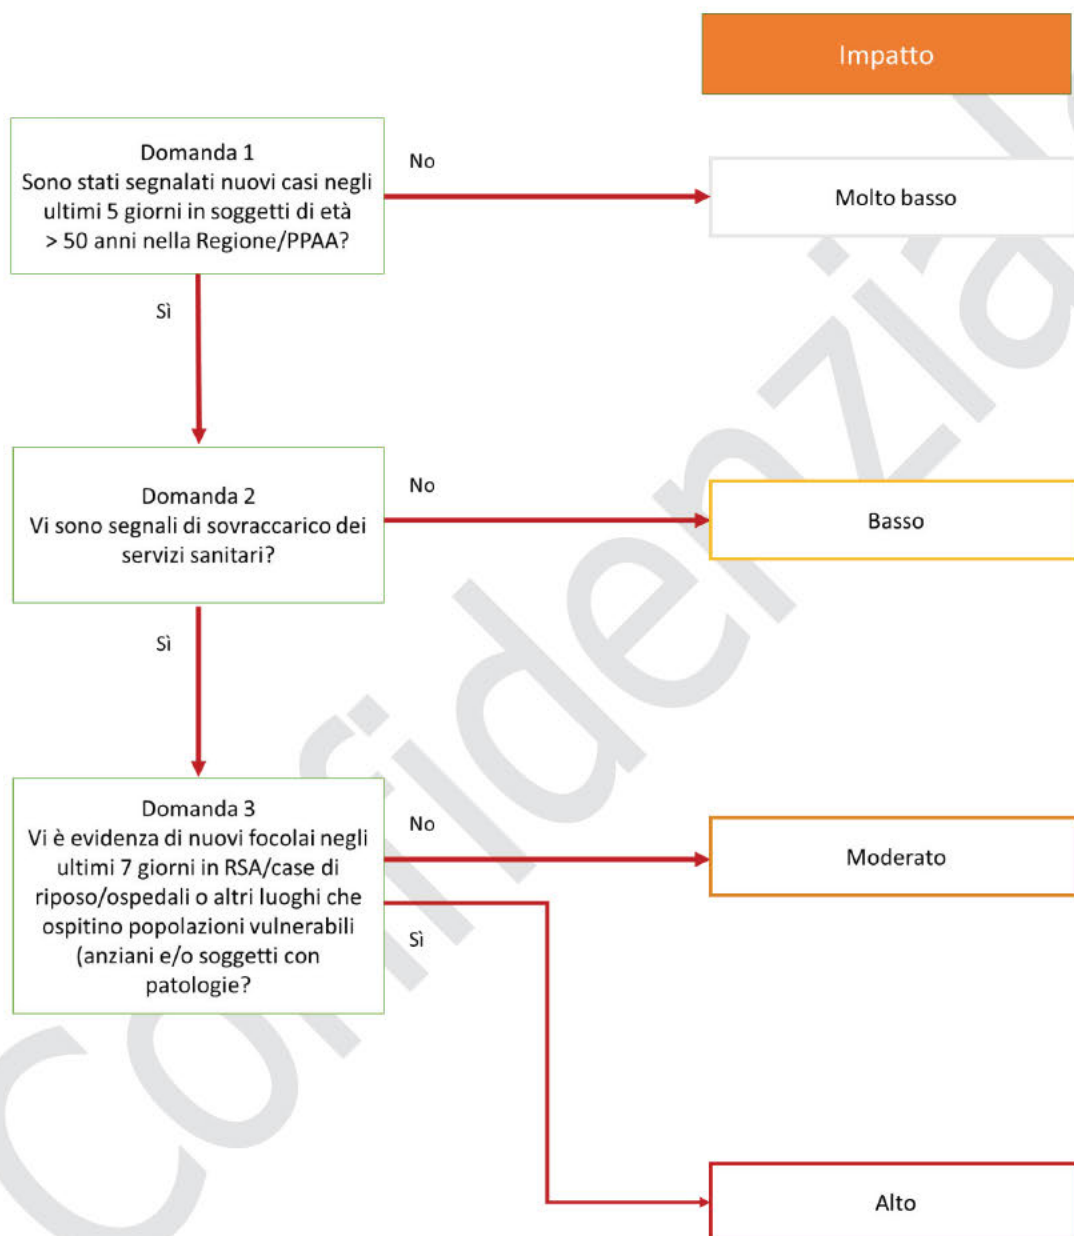 Impatto
Domanda 1
Sono stati segnalati nuovi casi negli
ultimi 5 giorni in soggetti di età
> 50 anni nella Regione/PPAA?
No
Molto basso
Sì
Domanda 2
Vi sono segnali di sovraccarico dei
servizi sanitari?
No
Basso
Sì
Domanda 3
Vi è evidenza di nuovi focolai negli
ultimi 7 giorni in RSA/case di
riposo/ospedali o altri luoghi che
ospitino popolazioni vulnerabili
(anziani e/o soggetti con
patologie?
No
Moderato
Sì
Alto
Confidenzial